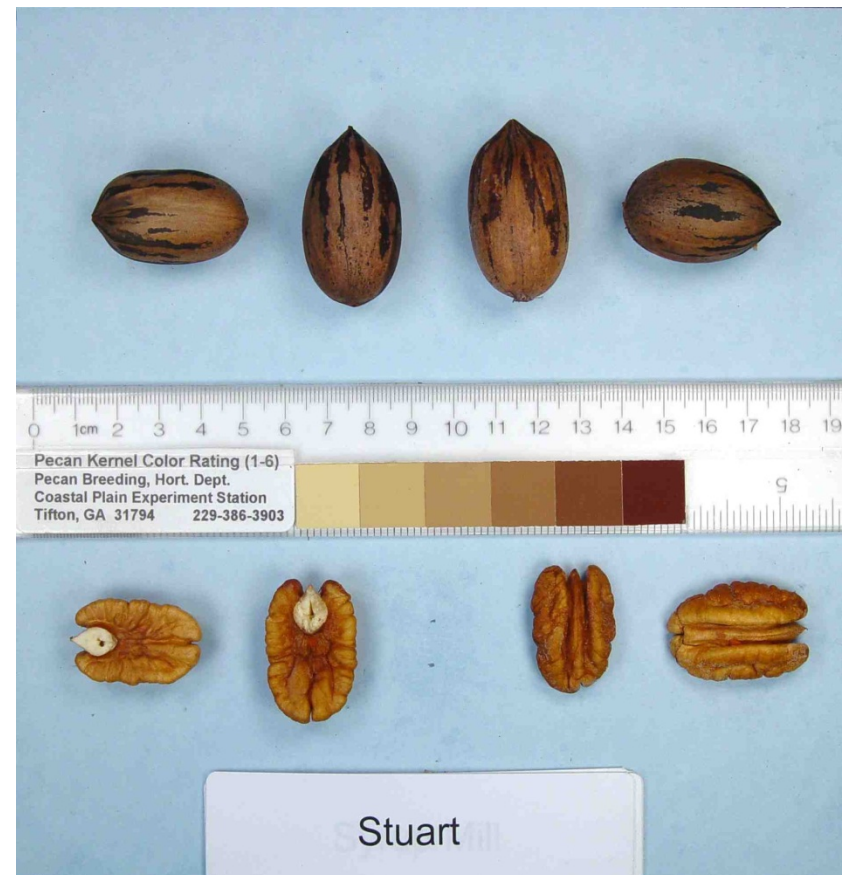 0 1cm 2 3 4 5 6 7 8 9 10 11 12 13 14 15 16 17 18 19
Pecan Kernel Color Rating (1-6)
Pecan Breeding, Hort. Dept.
Coastal Plain Experiment Station
Tifton, GA 31794 229-386-3903
5
Stuart